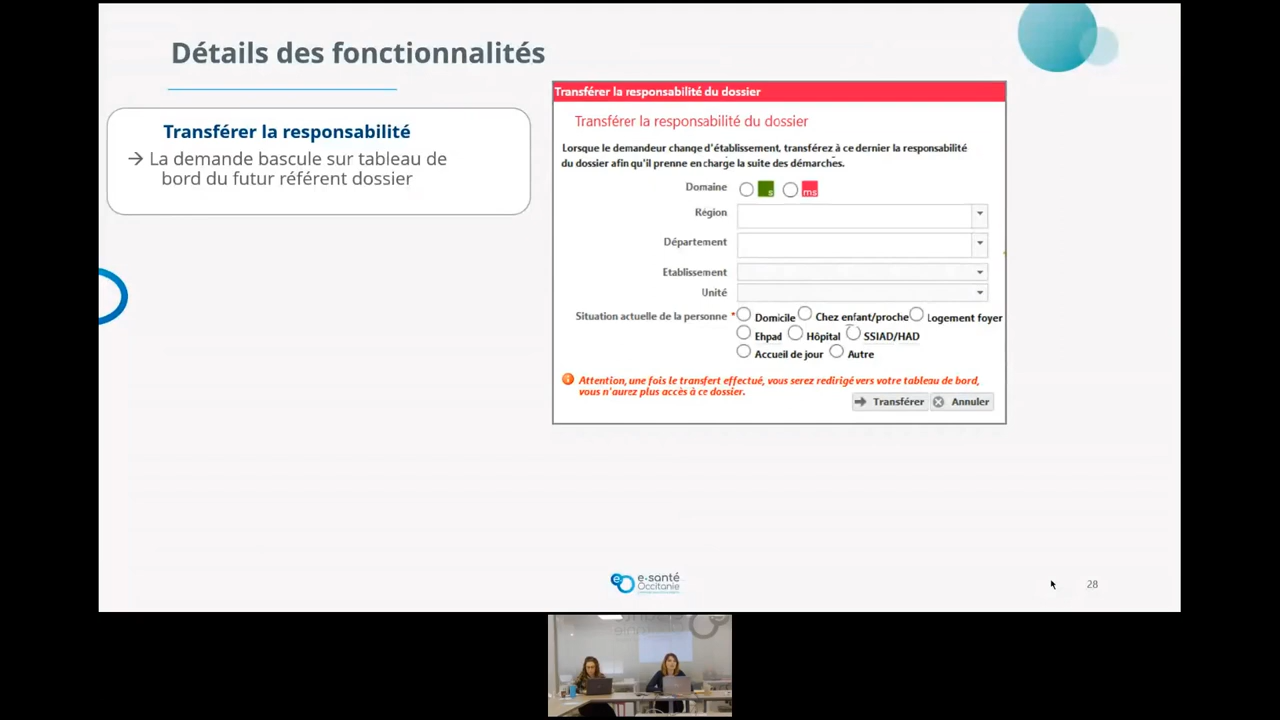 Détails des fonctionnalités
Transférer la responsabilité
→ La demande bascule sur tableau de
bord du futur référent dossier
Transférer la responsabilité du dossier
Transférer la responsabilité du dossier
Lorsque le demandeur change d'établissement, transférez à ce dernier la responsabilité
du dossier afin qu'il prenne en charge la suite des démarches.
Domaine s ms
Région
Département
Etablissement
Unité
Situation actuelle de la personne * Domicile Chez enfant/proche Logement foyer
Ehpad Hôpital SSIAD/HAD
Accueil de jour Autre
Attention, une fois le transfert effectué, vous serez redirigé vers votre tableau de bord,
vous n'aurez plus accès à ce dossier.
Transférer Annuler
e-santé
Occitanie
28